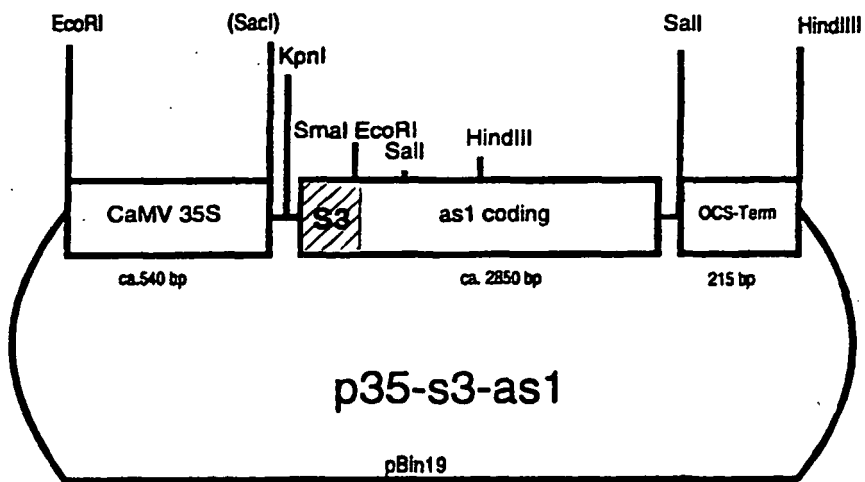 EcoRI (SacI) SalI HindIIII
KpnI
SmaI EcoRI HindIII
SalI
CaMV 35S S3 as1 coding OCS-Term
ca.540 bp ca. 2850 bp 215 bp
p35-s3-as1
pBin19